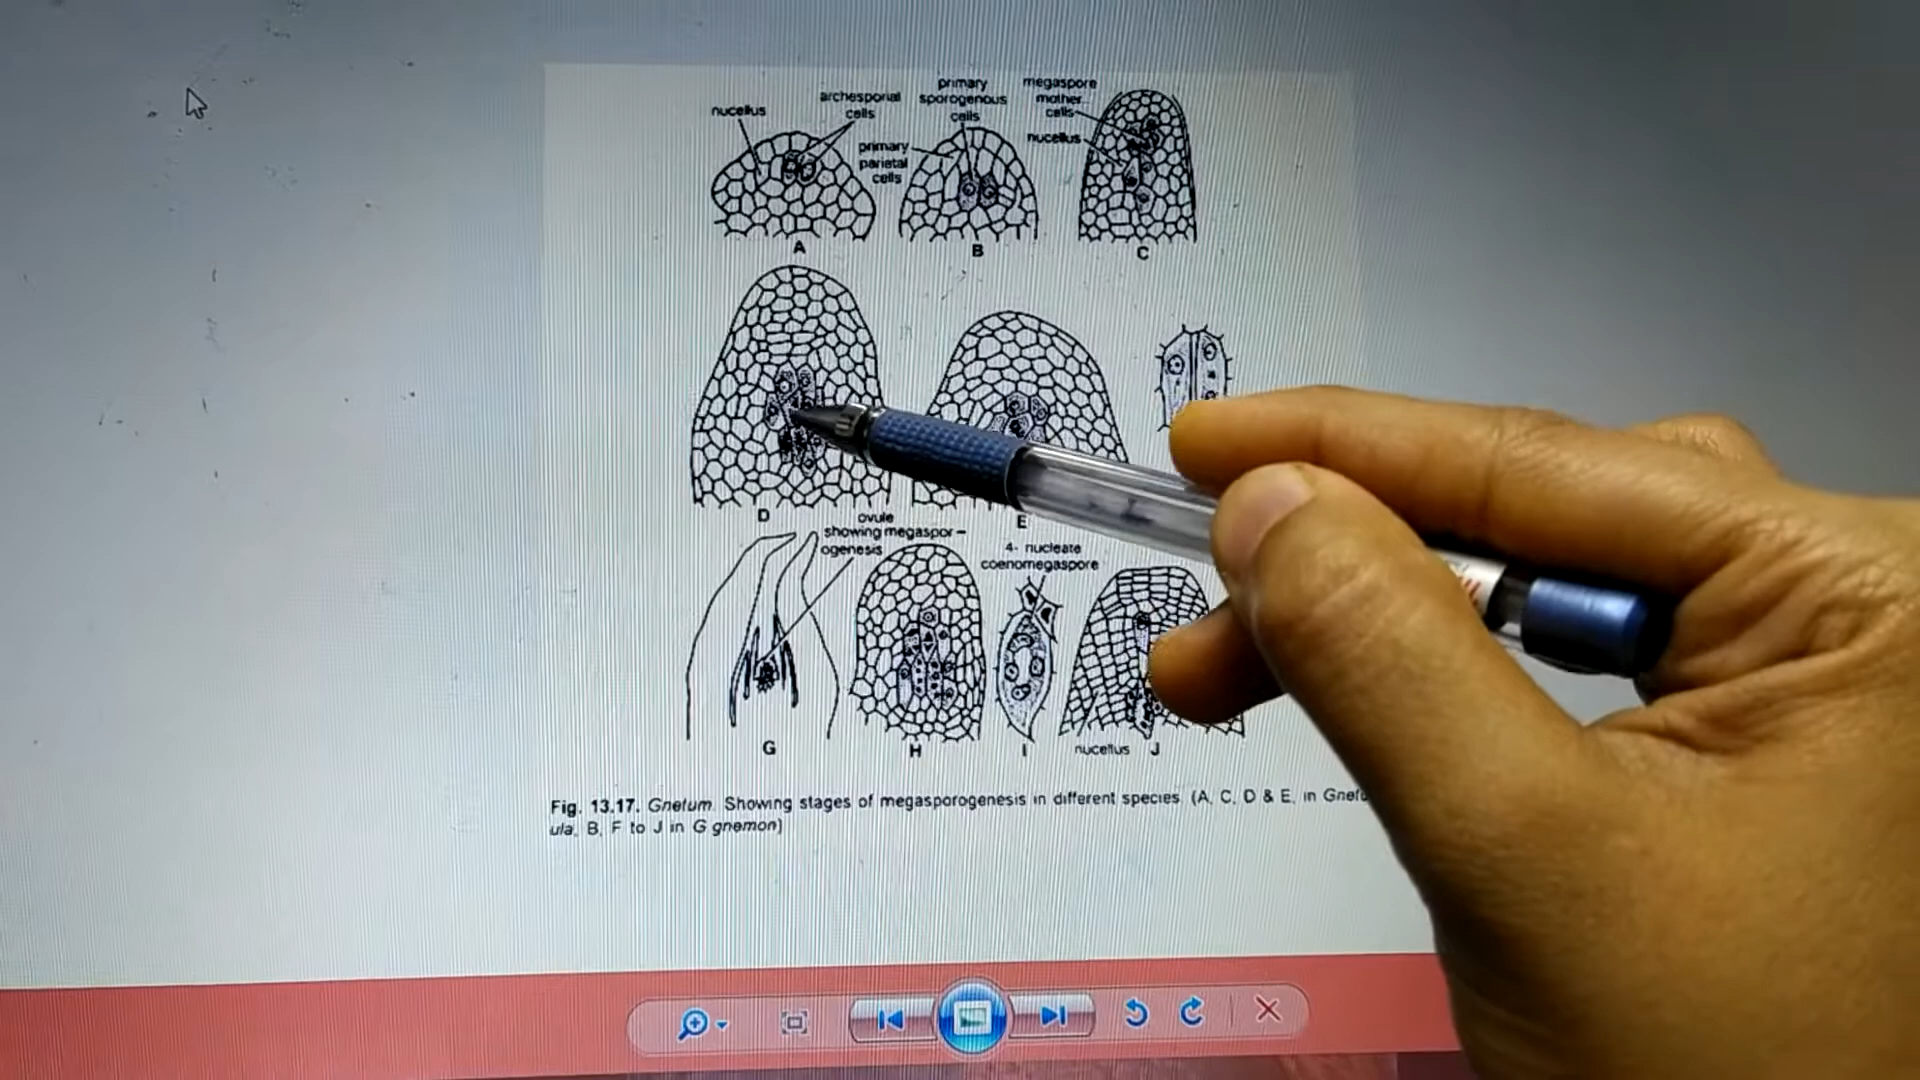 nucellus
archesporial
cells
primary
sporogenous
cells
primary
parietal
cells
megaspore
mother
cells
nucellus
A
B
C
D
E
ovule
showing megaspor-
ogenesis
4- nucleate
coenomegaspore
G
H
I
nucellus
J
Fig. 13.17. Gnetum. Showing stages of megasporogenesis in different species. (A, C, D & E, in
ula, B, F to J in G gnemon)